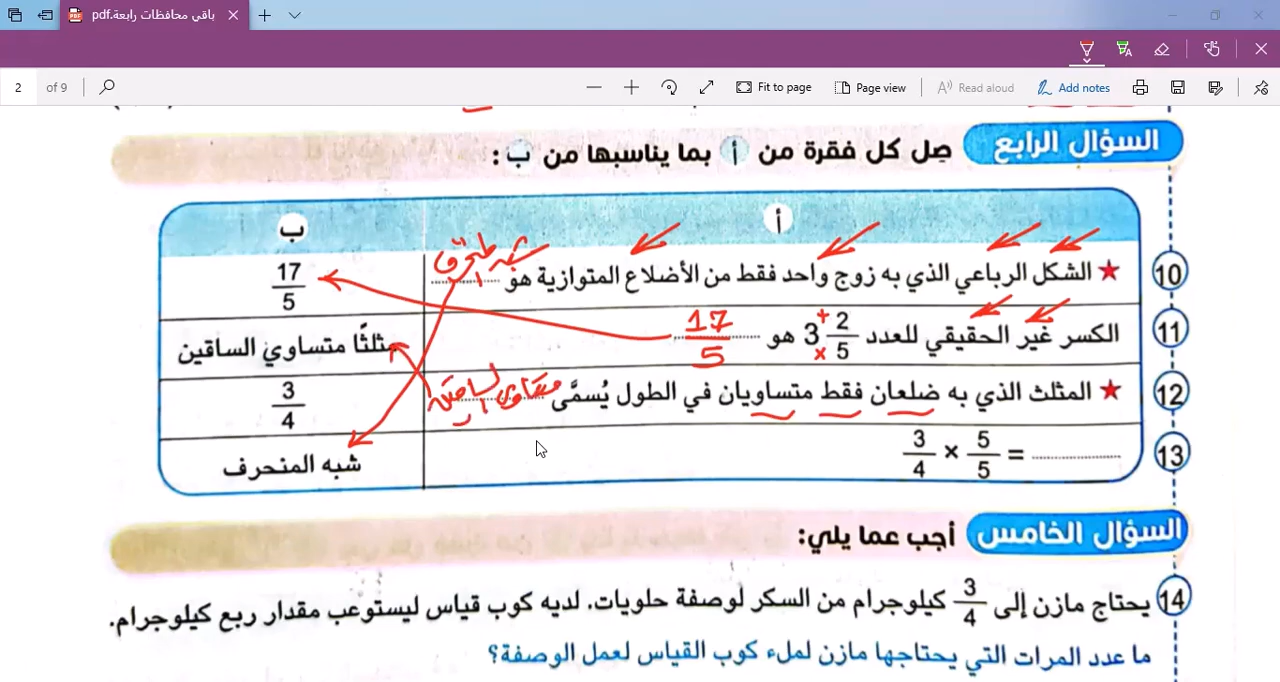 باقي محافظات رابعة.pdf
2 of 9 Fit to page Page view Read aloud Add notes
السؤال الرابع صِل كل فقرة من أ بما يناسبها من ب :
أ ب
10 ★ الشكل الرباعي الذي به زوج واحد فقط من الأضلاع المتوازية هو .......... شبه منحرف
17/5
11 الكسر غير الحقيقي للعدد 3 2/5 هو .......... 17/5 + ×
مثلثًا متساوي الساقين
12 ★ المثلث الذي به ضلعان فقط متساويان في الطول يُسمَّى .......... متساوي الساقين
3/4
13 3/4 × 5/5 = ..........
شبه المنحرف
السؤال الخامس أجب عما يلي:
14 يحتاج مازن إلى 3/4 كيلوجرام من السكر لوصفة حلويات. لديه كوب قياس ليستوعب مقدار ربع كيلوجرام.
ما عدد المرات التي يحتاجها مازن لملء كوب القياس لعمل الوصفة؟